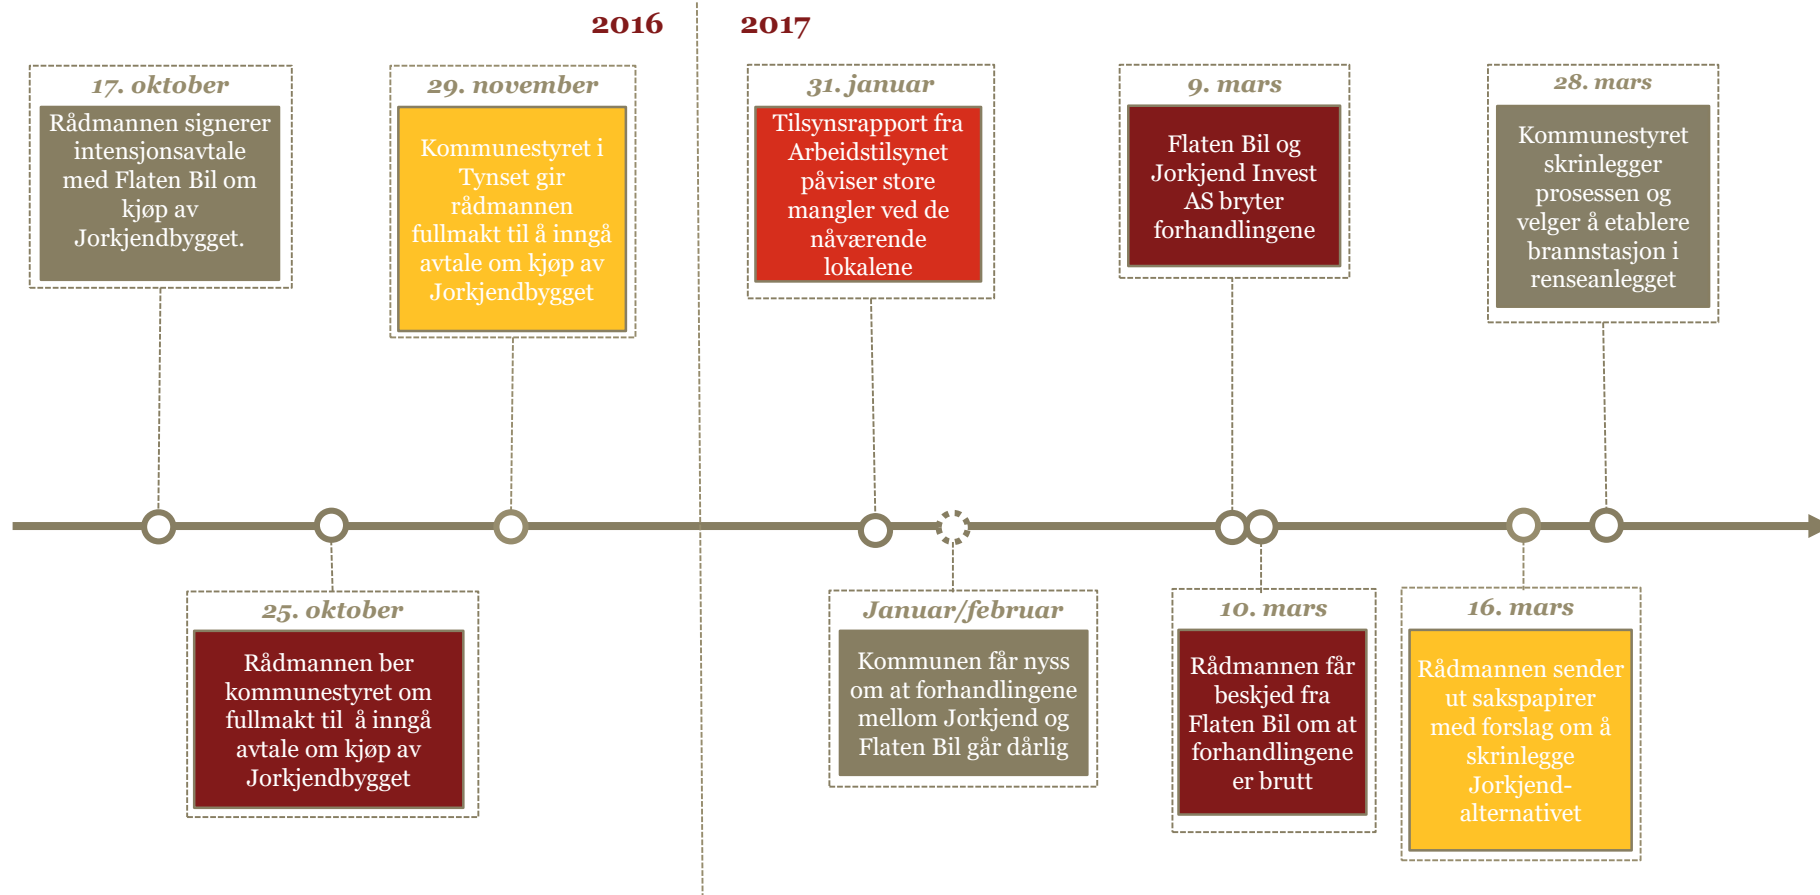 2016
2017
17. oktober
Rådmannen signerer
intensjonsavtale
med Flaten Bil om
kjøp av
Jorkjendbygget.
25. oktober
Rådmannen ber
kommunestyret om
fullmakt til å inngå
avtale om kjøp av
Jorkjendbygget
29. november
Kommunestyret i
Tynset gir
rådmannen
fullmakt til å inngå
avtale om kjøp av
Jorkjendbygget
31. januar
Tilsynsrapport fra
Arbeidstilsynet
påviser store
mangler ved de
nåværende
lokalene
Januar/februar
Kommunen får nyss
om at forhandlingene
mellom Jorkjend og
Flaten Bil går dårlig
9. mars
Flaten Bil og
Jorkjend Invest
AS bryter
forhandlingene
10. mars
Rådmannen får
beskjed fra
Flaten Bil om at
forhandlingene
er brutt
16. mars
Rådmannen sender
ut sakspapirer
med forslag om å
skrinlegge
Jorkjend-
alternativet
28. mars
Kommunestyret
skrinlegger
prosessen og
velger å etablere
brannstasjon i
renseanlegget